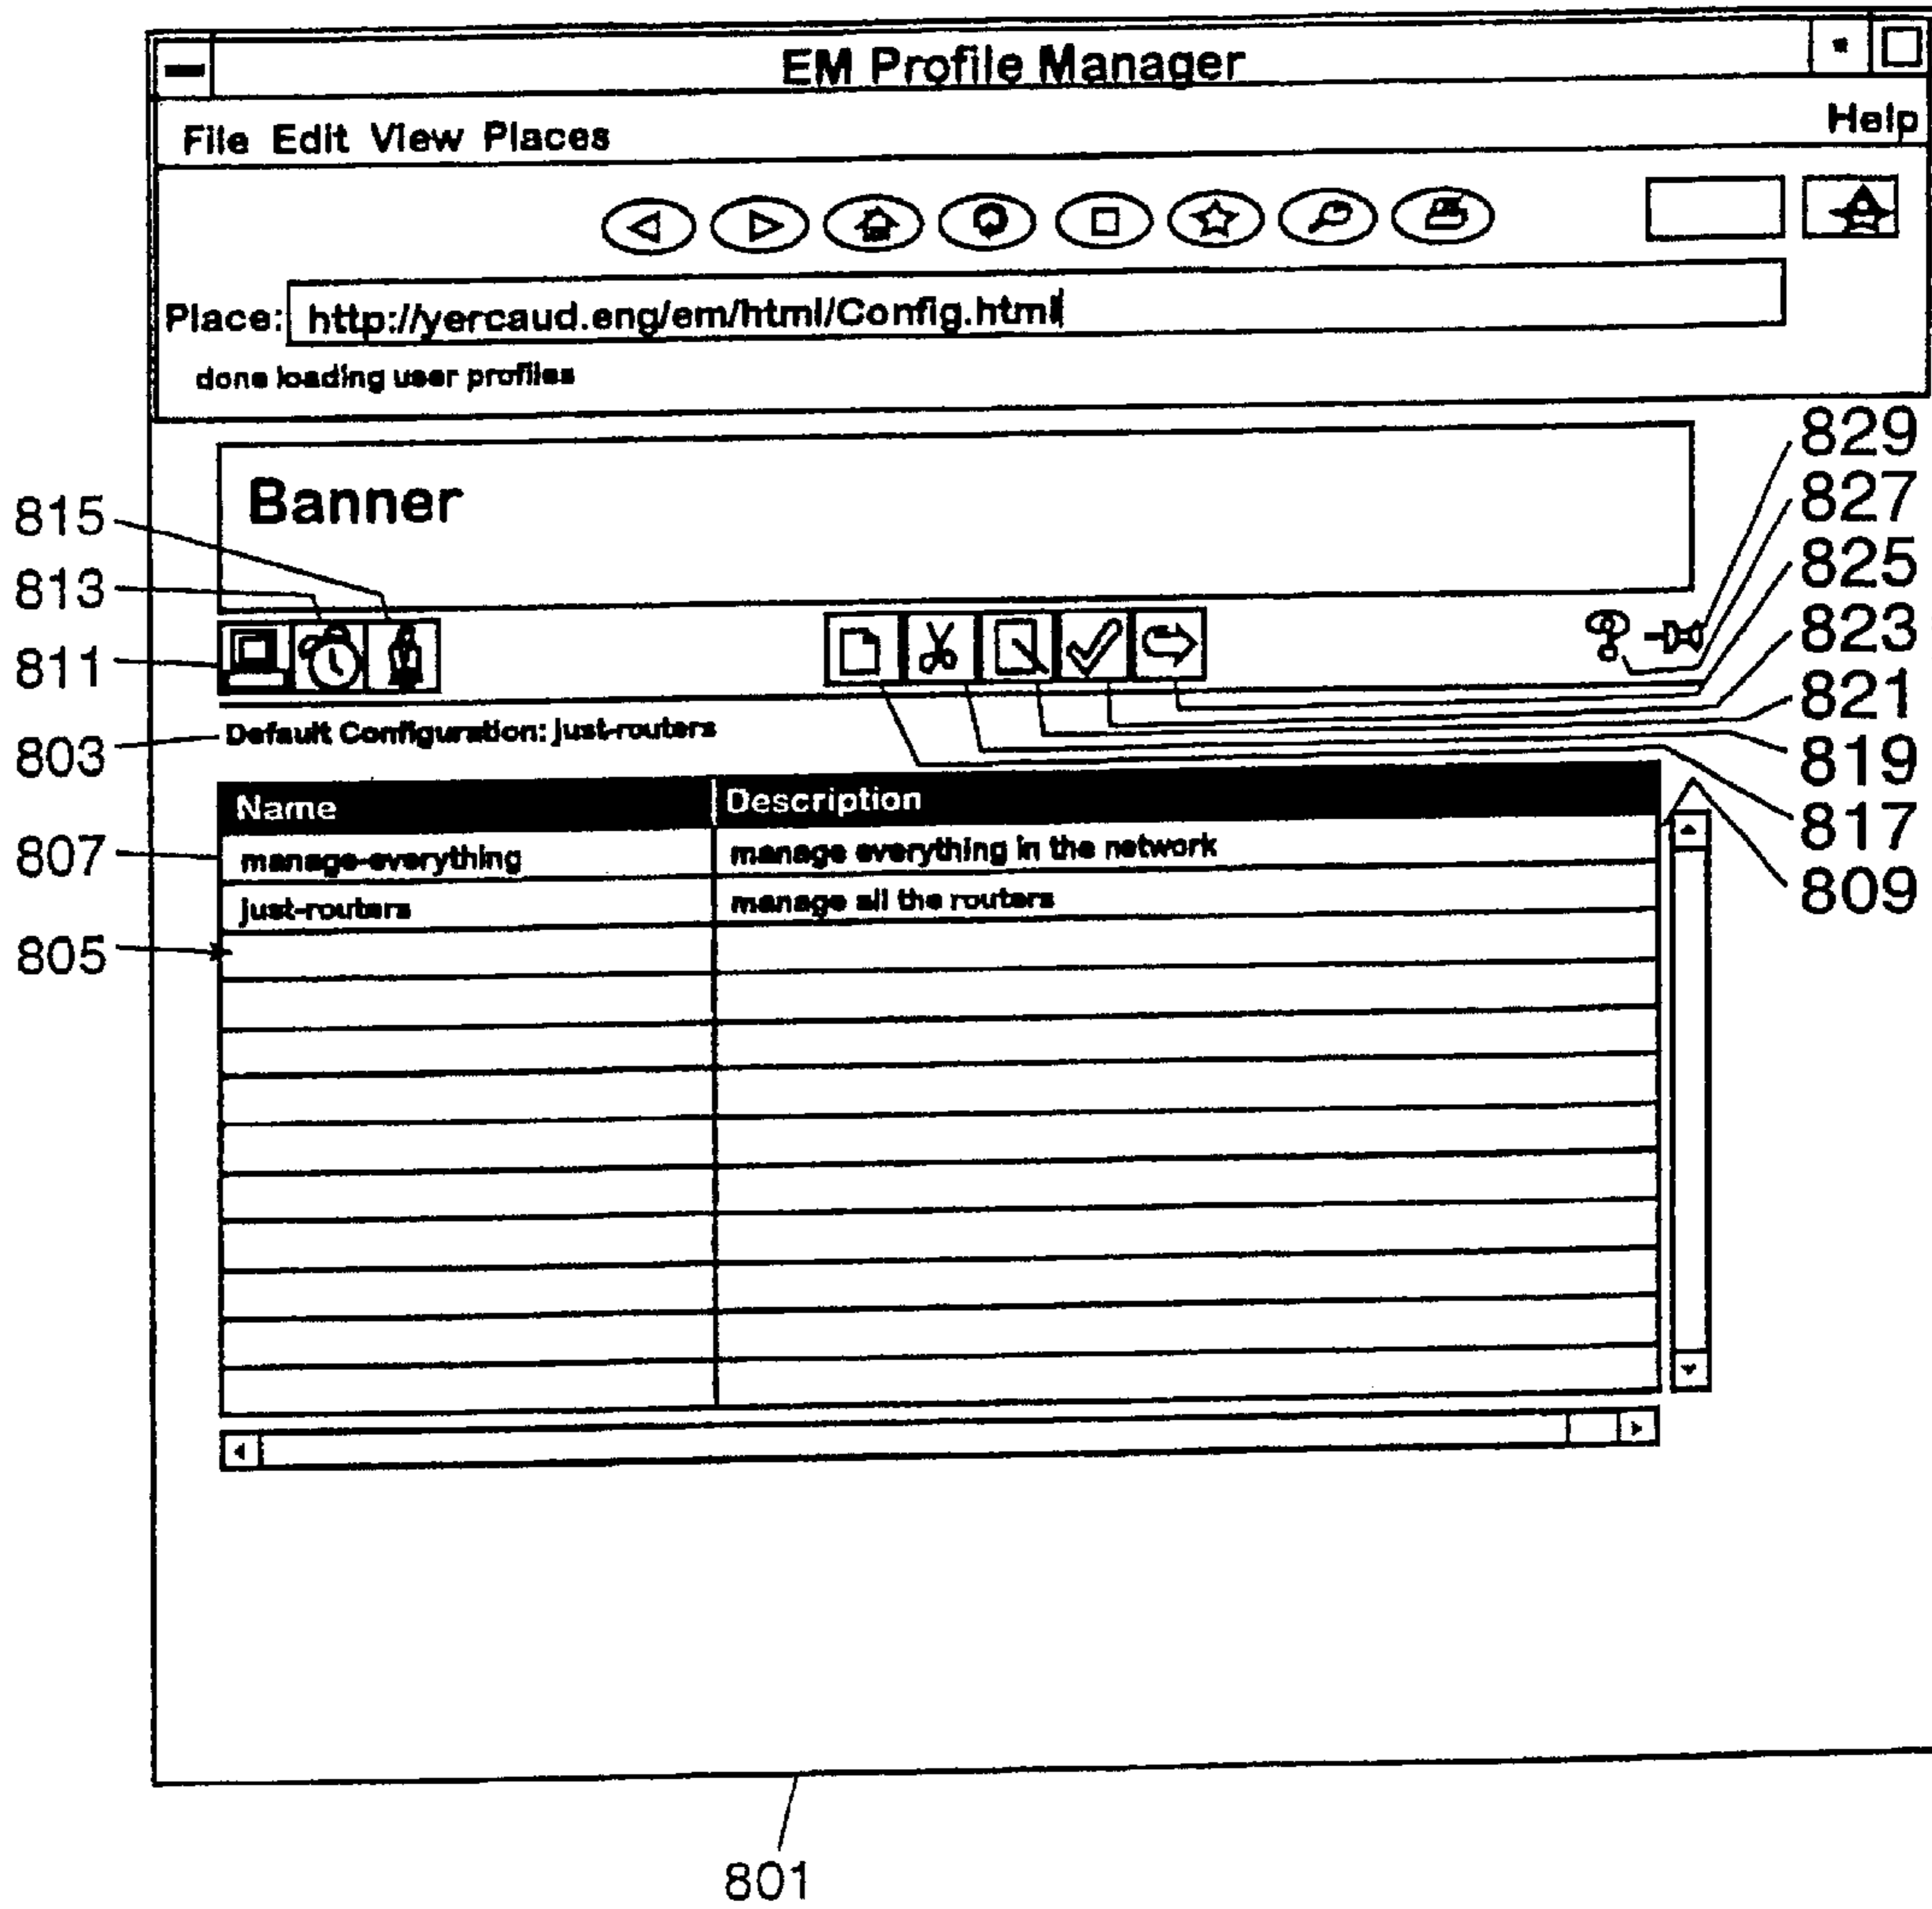 EM Profile Manager
File Edit View Places Help
Place: http://yercaud.eng/em/html/Config.html
done loading user profiles
Banner
Default Configuration: just-routers
Name Description
manage-everything manage everything in the network
just-routers manage all the routers
815
813
811
803
807
805
829
827
825
823
821
819
817
809
801